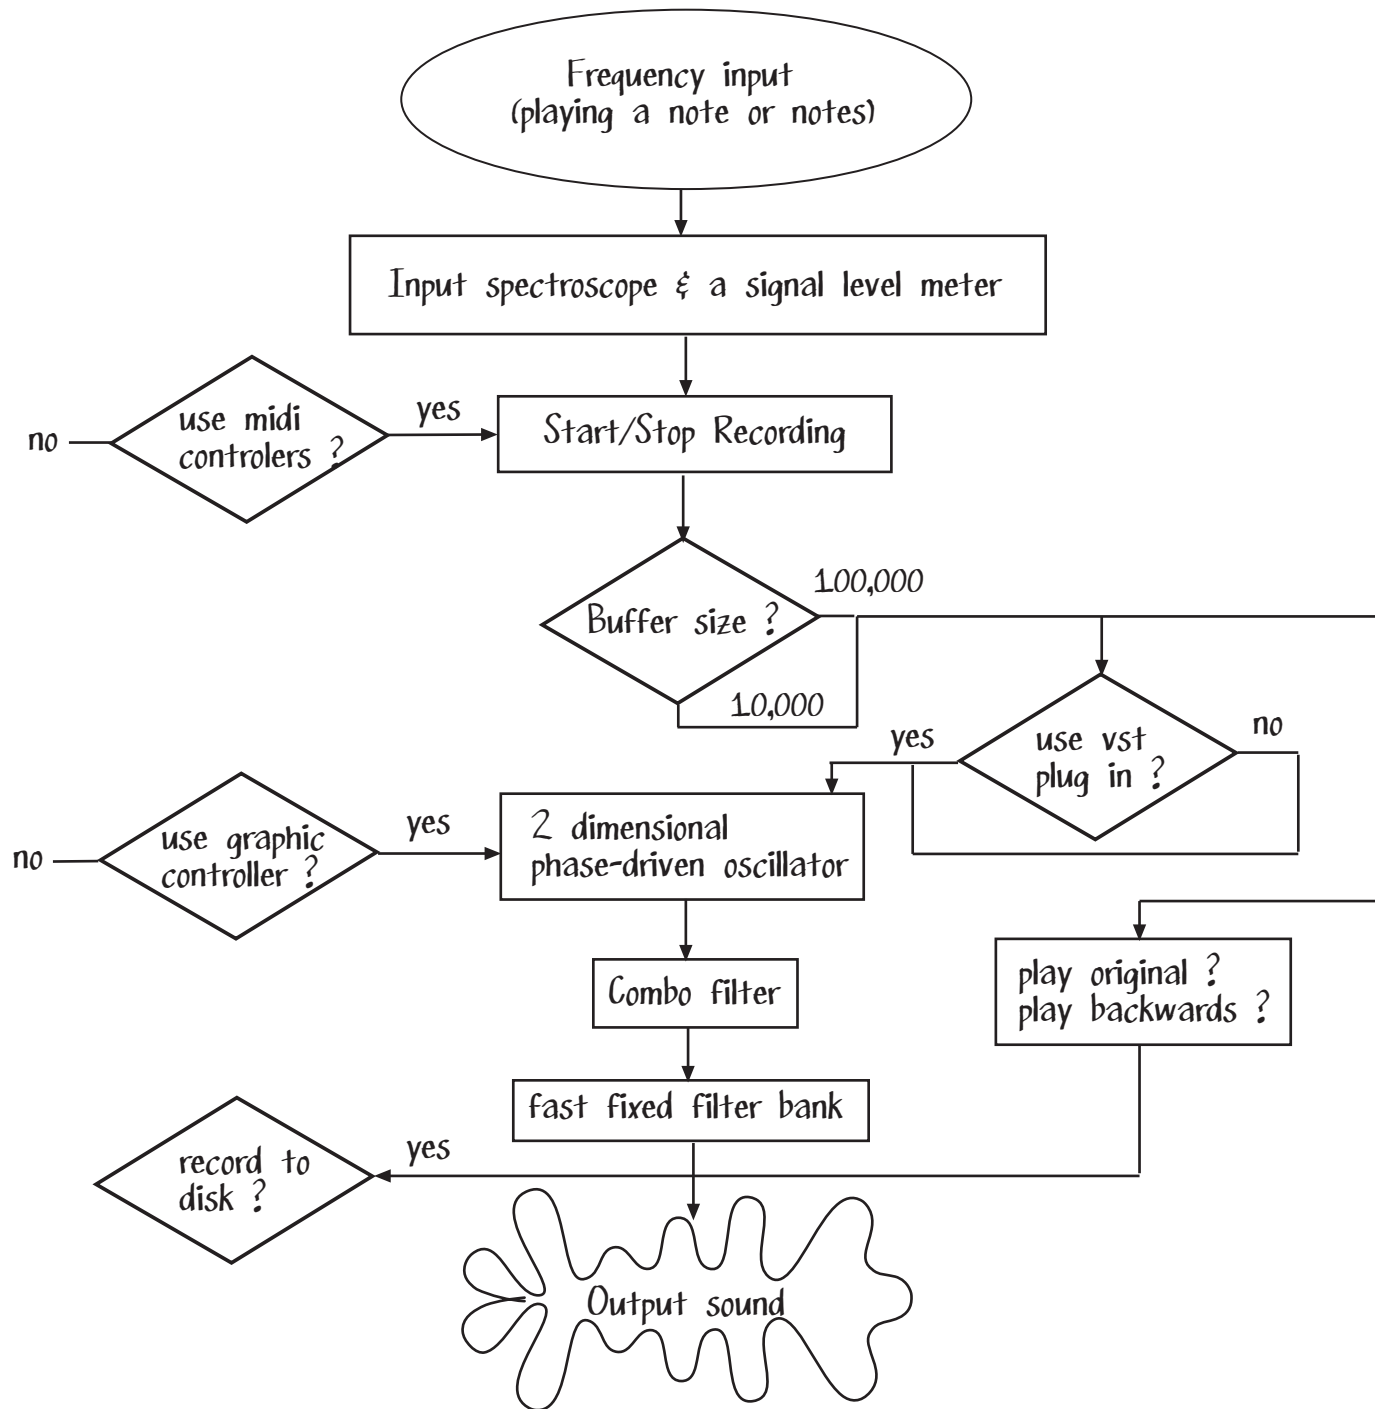 Frequency input
(playing a note or notes)
Input spectroscope & a signal level meter
use midi
controlers ?
no
yes
Start/Stop Recording
Buffer size ?
100,000
10,000
use vst
plug in ?
yes
no
use graphic
controller ?
no
yes
2 dimensional
phase-driven oscillator
Combo filter
play original ?
play backwards ?
fast fixed filter bank
record to
disk ?
yes
Output sound